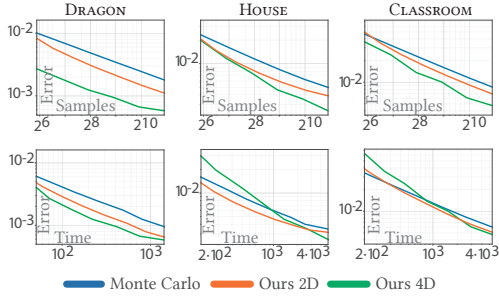 DRAGON HOUSE CLASSROOM
10-2 10-3 Error Samples 26 28 210
10-2 Error Samples 26 28 210
10-2 Error Samples 26 28 210
10-2 10-3 Error Time 102 103
10-2 Error Time 2·102 103 4·103
10-2 Error Time 2·102 103 4·103
Monte Carlo Ours 2D Ours 4D